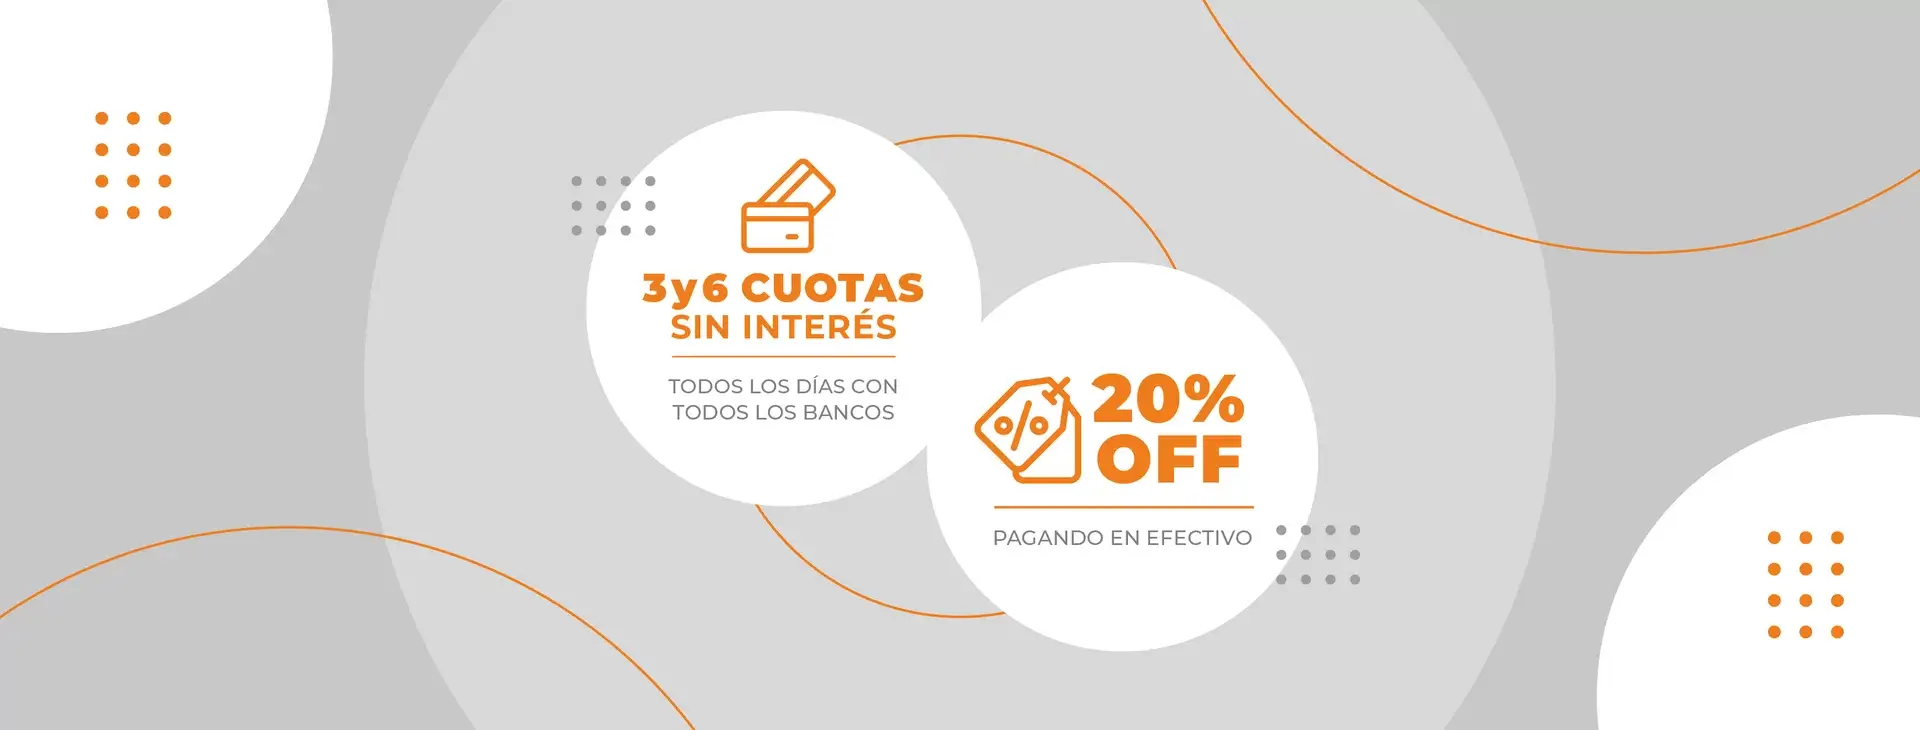 3y6 CUOTAS
SIN INTERÉS
TODOS LOS DÍAS CON
TODOS LOS BANCOS
20%
OFF
PAGANDO EN EFECTIVO